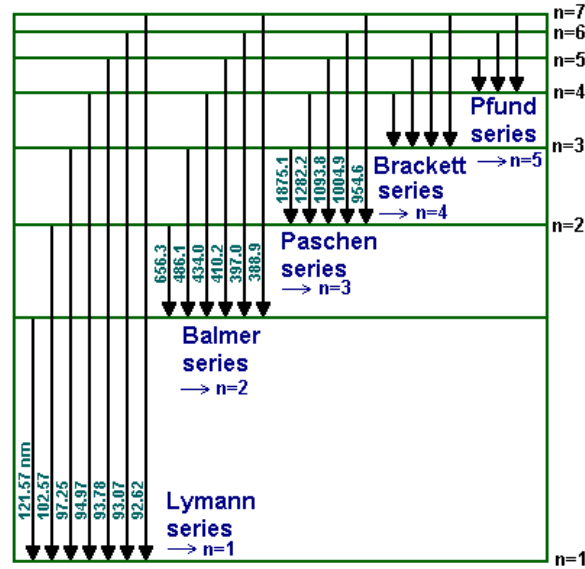 n=7
n=6
n=5
n=4
n=3
n=2
n=1
Pfund
series
→ n=5
Brackett
series
→ n=4
1875.1
1282.2
1093.8
1004.9
954.6
Paschen
series
→ n=3
656.3
486.1
434.0
410.2
397.0
388.9
Balmer
series
→ n=2
121.57 nm
102.57
97.25
94.97
93.78
93.07
92.62
Lymann
series
→ n=1